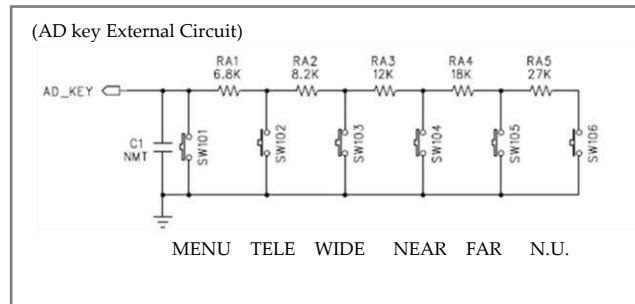 (AD key External Circuit)
RA1 RA2 RA3 RA4 RA5
6.8K 8.2K 12K 18K 27K
AD_KEY
C1
NMT
SW101
SW102
SW103
SW104
SW105
SW106
MENU TELE WIDE NEAR FAR N.U.